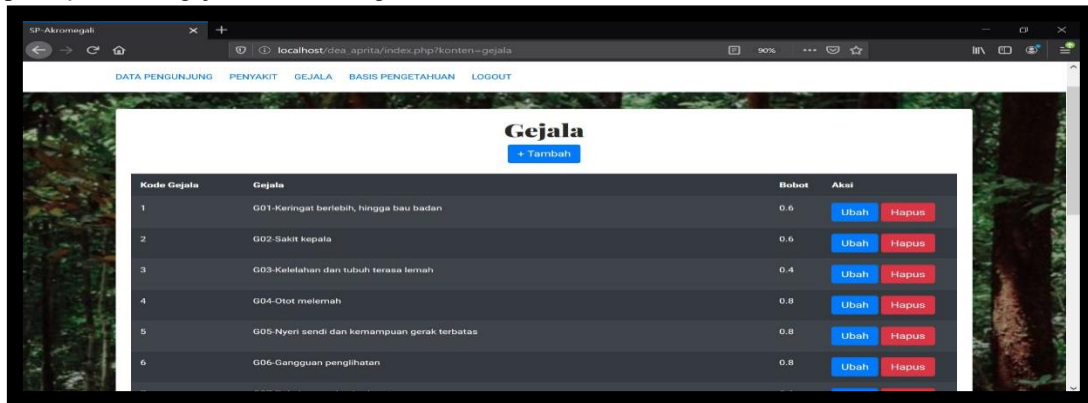 SP-Akromegali
localhost/dea_aprita/index.php?konten=gejala
90%
DATA PENGUNJUNG PENYAKIT GEJALA BASIS PENGETAHUAN LOGOUT
Gejala
+ Tambah
Kode Gejala Gejala Bobot Aksi
1 G01-Keringat berlebih, hingga bau badan 0.6 Ubah Hapus
2 G02-Sakit kepala 0.6 Ubah Hapus
3 G03-Kelelahan dan tubuh terasa lemah 0.4 Ubah Hapus
4 G04-Otot melemah 0.8 Ubah Hapus
5 G05-Nyeri sendi dan kemampuan gerak terbatas 0.8 Ubah Hapus
6 G06-Gangguan penglihatan 0.8 Ubah Hapus